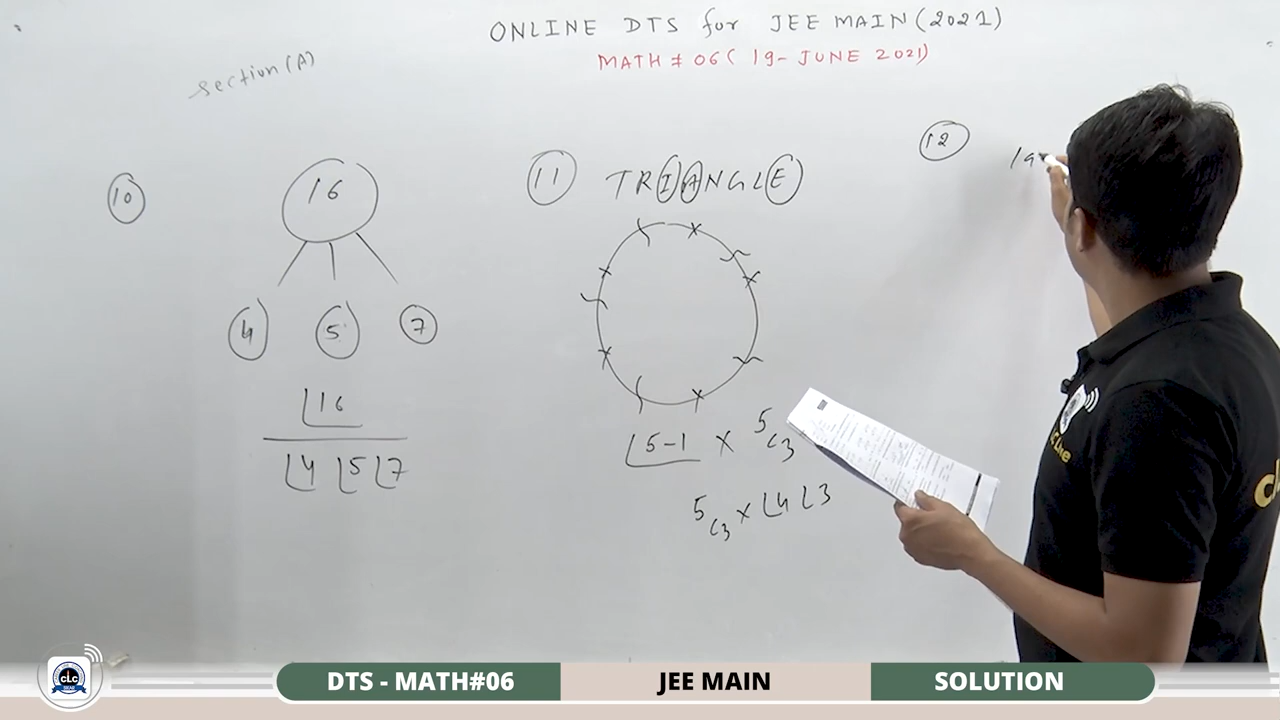 ONLINE DTS for JEE MAIN (2021)
MATH # 06 ( 19- JUNE 2021)
section (A)
10
16
4 5 7
⌊16
⌊4 ⌊5 ⌊7
11 TRIANGLE
⌊5-1 × 5C3
5C3 × ⌊4 ⌊3
12
DTS - MATH#06 JEE MAIN SOLUTION
CLC